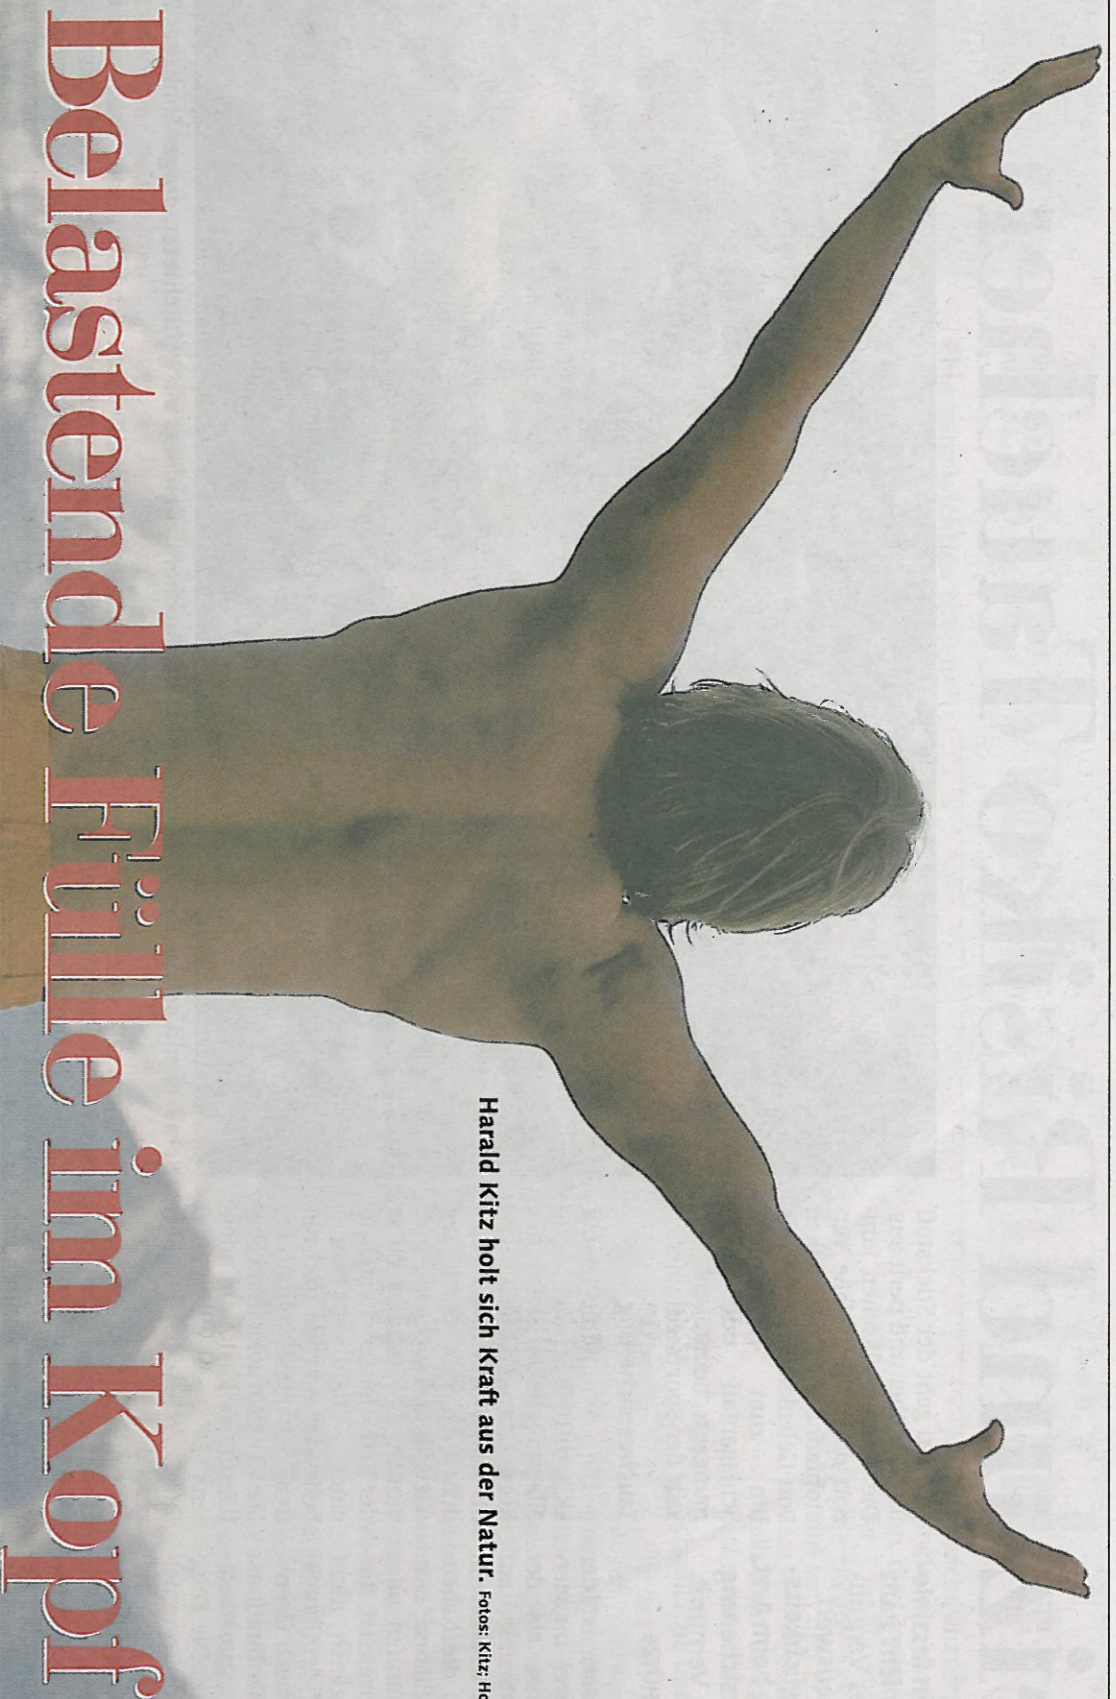 Harald Kitz holt sich Kraft aus der Natur. Fotos: Kitz;
Belastende Fülle im Kopf